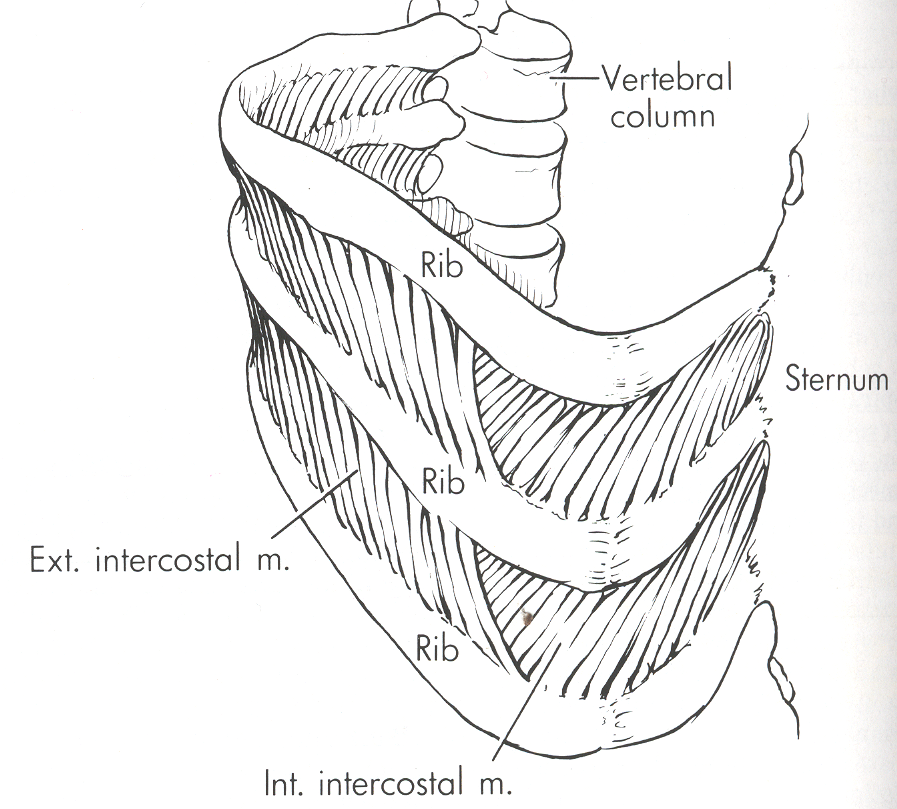 Vertebral
column
Rib
Sternum
Rib
Ext. intercostal m.
Rib
Int. intercostal m.